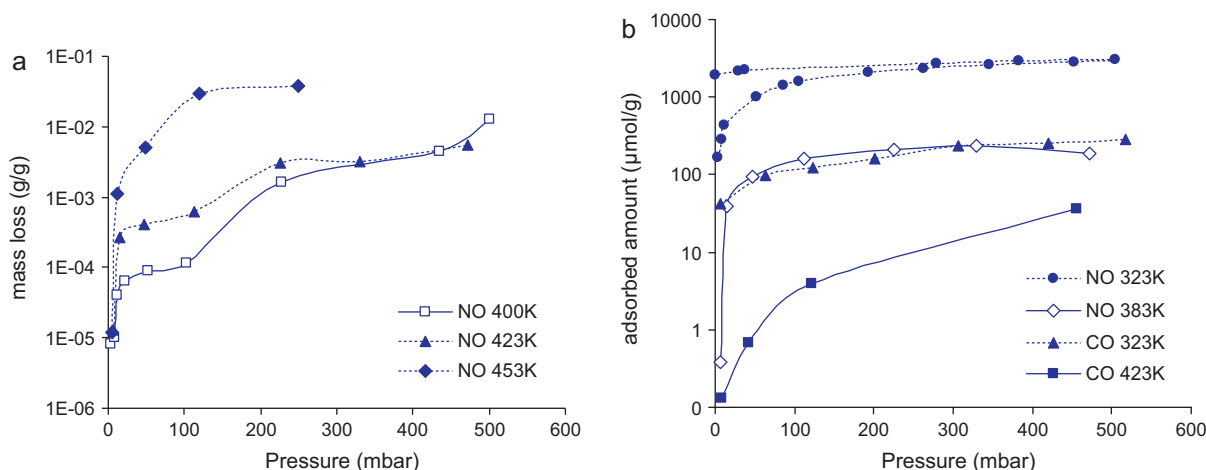 a
1E-01
1E-02
1E-03
1E-04
1E-05
1E-06
mass loss (g/g)
0 100 200 300 400 500 600
Pressure (mbar)
NO 400K
NO 423K
NO 453K
b
10000
1000
100
10
1
0
adsorbed amount (µmol/g)
0 100 200 300 400 500 600
Pressure (mbar)
NO 323K
NO 383K
CO 323K
CO 423K